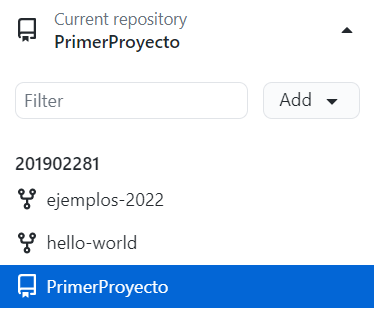 Current repository
PrimerProyecto
Filter
Add
201902281
ejemplos-2022
hello-world
PrimerProyecto